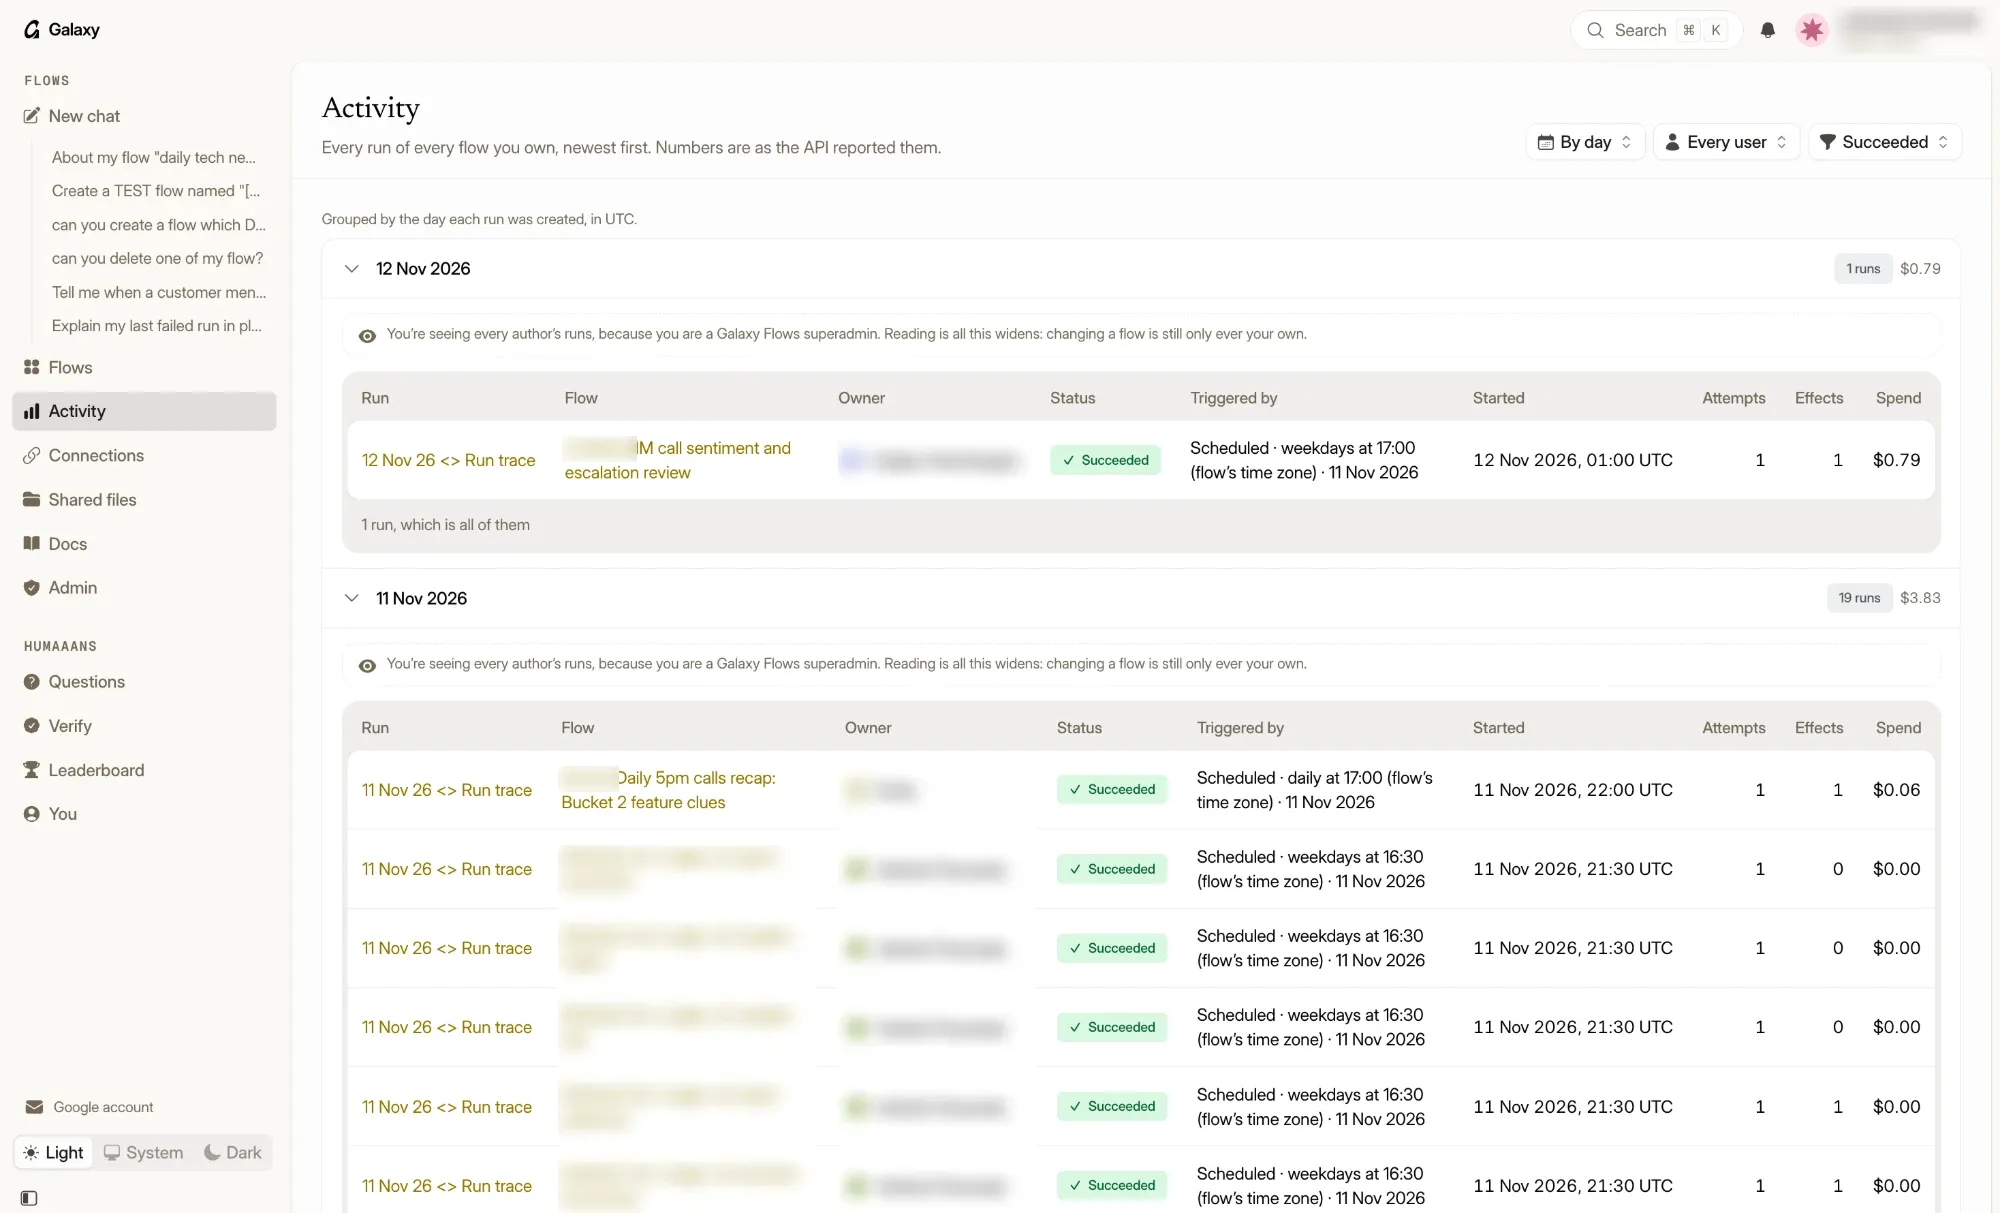 Galaxy
Search ⌘ K
FLOWS
New chat
About my flow "daily tech ne...
Create a TEST flow named "[...
can you create a flow which D...
can you delete one of my flow?
Tell me when a customer men...
Explain my last failed run in pl...
Flows
Activity
Connections
Shared files
Docs
Admin
HUMAAANS
Questions
Verify
Leaderboard
You
Google account
Light System Dark
Activity
Every run of every flow you own, newest first. Numbers are as the API reported them.
By day Every user Succeeded
Grouped by the day each run was created, in UTC.
12 Nov 2026 1 runs $0.79
You're seeing every author's runs, because you are a Galaxy Flows superadmin. Reading is all this widens: changing a flow is still only ever your own.
Run Flow Owner Status Triggered by Started Attempts Effects Spend
12 Nov 26 <> Run trace
call sentiment and
escalation review
Succeeded
Scheduled · weekdays at 17:00
(flow's time zone) · 11 Nov 2026
12 Nov 2026, 01:00 UTC 1 1 $0.79
1 run, which is all of them
11 Nov 2026 19 runs $3.83
You're seeing every author's runs, because you are a Galaxy Flows superadmin. Reading is all this widens: changing a flow is still only ever your own.
Run Flow Owner Status Triggered by Started Attempts Effects Spend
11 Nov 26 <> Run trace
Daily 5pm calls recap:
Bucket 2 feature clues
Succeeded
Scheduled · daily at 17:00 (flow's
time zone) · 11 Nov 2026
11 Nov 2026, 22:00 UTC 1 1 $0.06
11 Nov 26 <> Run trace
Succeeded
Scheduled · weekdays at 16:30
(flow's time zone) · 11 Nov 2026
11 Nov 2026, 21:30 UTC 1 0 $0.00
11 Nov 26 <> Run trace
Succeeded
Scheduled · weekdays at 16:30
(flow's time zone) · 11 Nov 2026
11 Nov 2026, 21:30 UTC 1 0 $0.00
11 Nov 26 <> Run trace
Succeeded
Scheduled · weekdays at 16:30
(flow's time zone) · 11 Nov 2026
11 Nov 2026, 21:30 UTC 1 0 $0.00
11 Nov 26 <> Run trace
Succeeded
Scheduled · weekdays at 16:30
(flow's time zone) · 11 Nov 2026
11 Nov 2026, 21:30 UTC 1 1 $0.00
11 Nov 26 <> Run trace
Succeeded
Scheduled · weekdays at 16:30
(flow's time zone) · 11 Nov 2026
11 Nov 2026, 21:30 UTC 1 1 $0.00